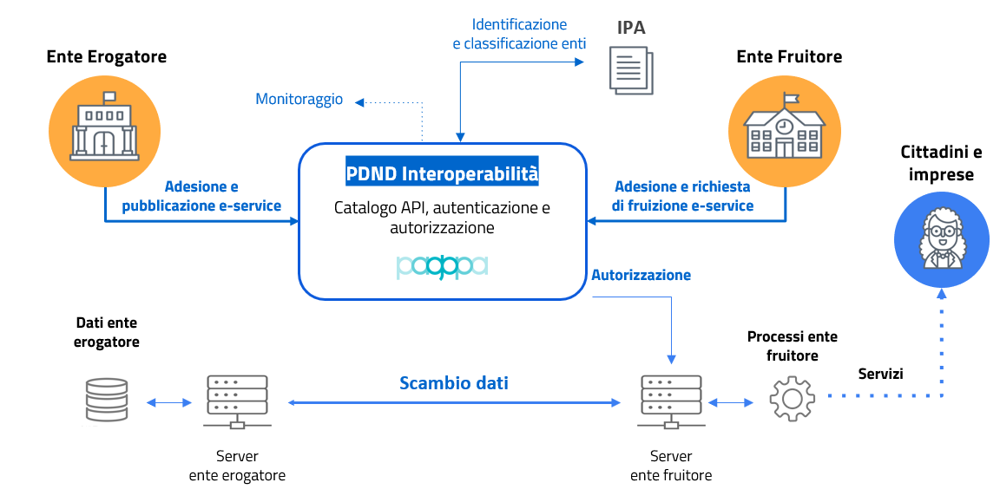 Identificazione
e classificazione enti
IPA
Ente Erogatore
Ente Fruitore
Monitoraggio
Cittadini e
imprese
PDND Interoperabilità
Adesione e
pubblicazione e-service
Catalogo API, autenticazione e
autorizzazione
Adesione e richiesta
di fruizione e-service
pagopa
Autorizzazione
Dati ente
erogatore
Processi ente
fruitore
Scambio dati
Servizi
Server
ente erogatore
Server
ente fruitore